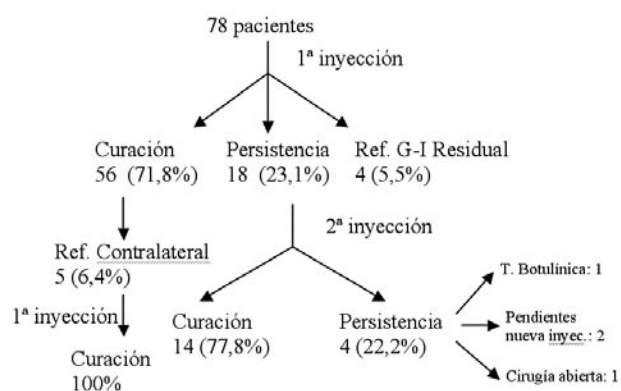 78 pacientes
1ª inyección
Curación Persistencia Ref. G-I Residual
56 (71,8%) 18 (23,1%) 4 (5,5%)
2ª inyección
Ref. Contralateral
5 (6,4%)
T. Botulínica: 1
1ª inyección
Curación Persistencia
14 (77,8%) 4 (22,2%)
Pendientes
nueva inyec.: 2
Curación
100%
Cirugía abierta: 1